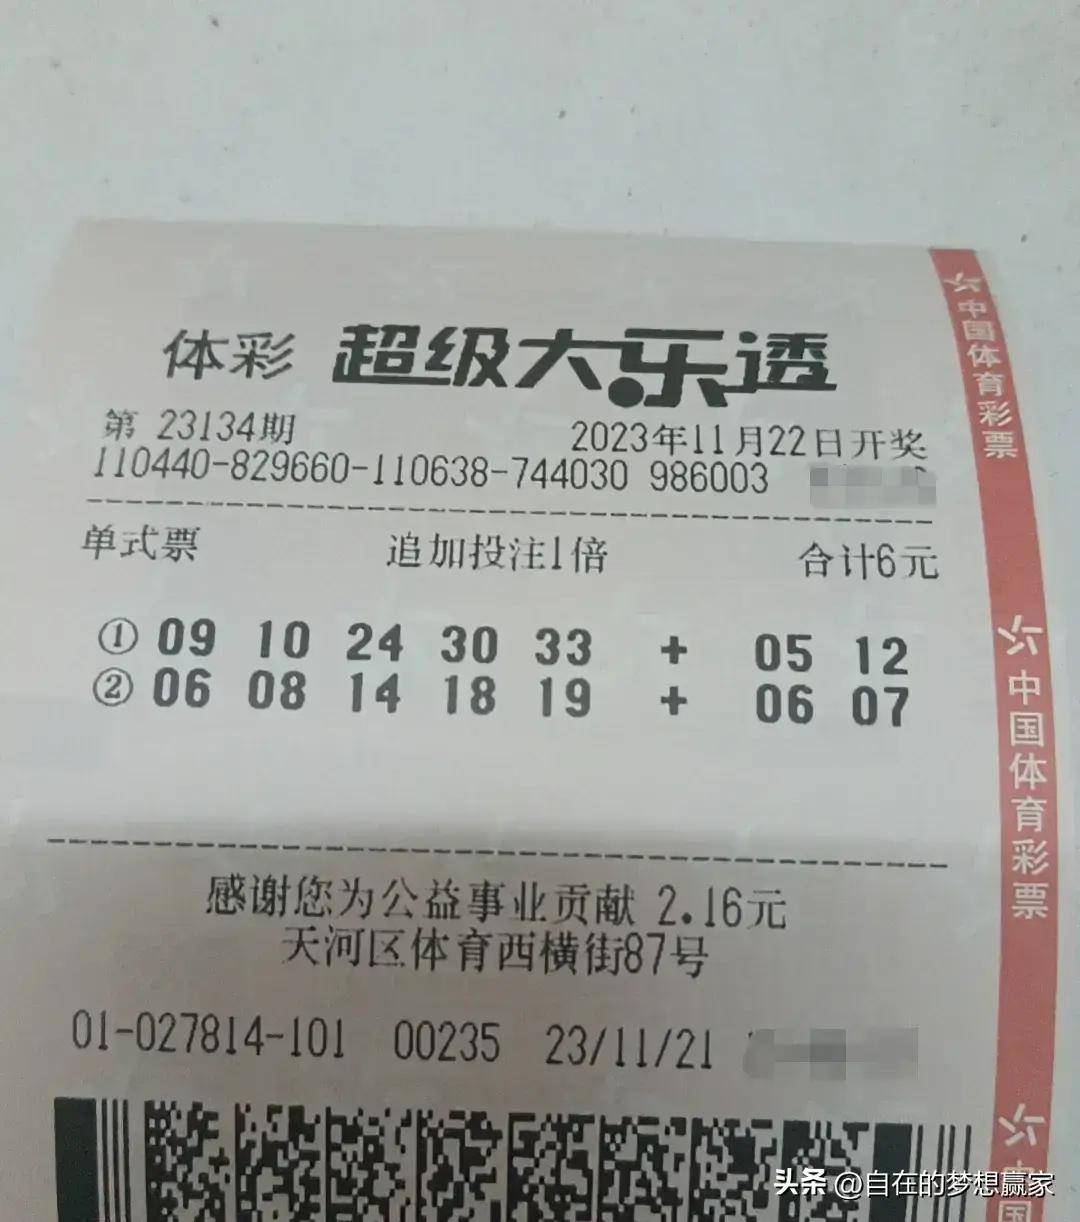 体彩 超级大乐透
第 23134期 2023年11月22日开奖
110440-829660-110638-744030 986003
单式票 追加投注1倍 合计6元
① 09 10 24 30 33 + 05 12
② 06 08 14 18 19 + 06 07
感谢您为公益事业贡献 2.16元
天河区体育西横街87号
01-027814-101 00235 23/11/21
中国体育彩票
中国体育彩票
中国
头条 @自在的梦想赢家